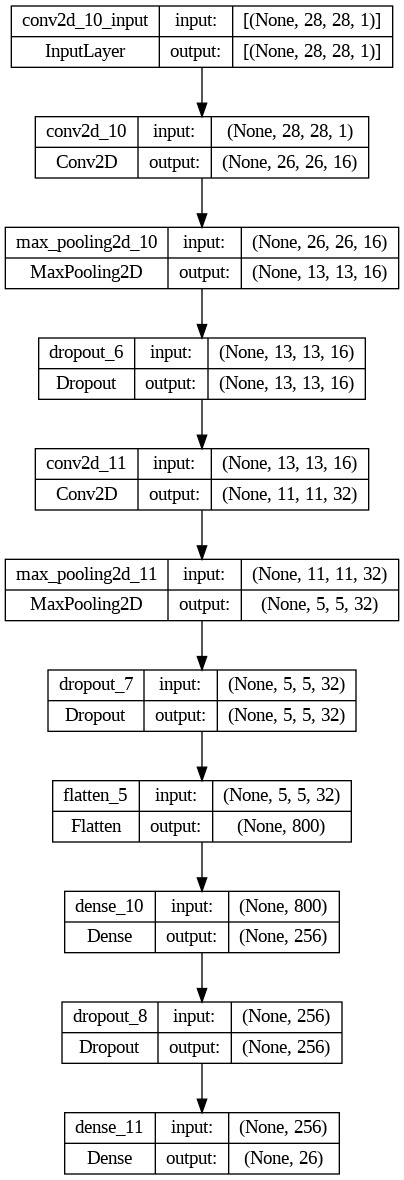 conv2d_10_input input: [(None, 28, 28, 1)]
InputLayer output: [(None, 28, 28, 1)]
conv2d_10 input: (None, 28, 28, 1)
Conv2D output: (None, 26, 26, 16)
max_pooling2d_10 input: (None, 26, 26, 16)
MaxPooling2D output: (None, 13, 13, 16)
dropout_6 input: (None, 13, 13, 16)
Dropout output: (None, 13, 13, 16)
conv2d_11 input: (None, 13, 13, 16)
Conv2D output: (None, 11, 11, 32)
max_pooling2d_11 input: (None, 11, 11, 32)
MaxPooling2D output: (None, 5, 5, 32)
dropout_7 input: (None, 5, 5, 32)
Dropout output: (None, 5, 5, 32)
flatten_5 input: (None, 5, 5, 32)
Flatten output: (None, 800)
dense_10 input: (None, 800)
Dense output: (None, 256)
dropout_8 input: (None, 256)
Dropout output: (None, 256)
dense_11 input: (None, 256)
Dense output: (None, 26)